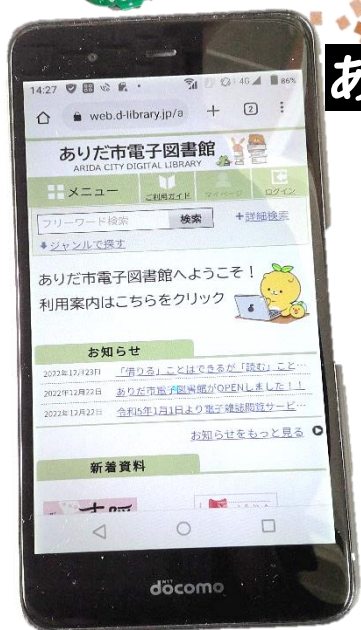 あ
14:27
4G
86%
web.d-library.jp/a
2
ありだ市電子図書館
ARIDA CITY DIGITAL LIBRARY
メニュー
ご利用ガイド
マイページ
ログイン
フリーワード検索
検索
+詳細検索
ジャンルで探す
ありだ市電子図書館へようこそ！
利用案内はこちらをクリック
お知らせ
2022年12月23日 「借りる」ことはできるが「読む」こと…
2022年12月22日 ありだ市電子図書館がOPENしました！！
2022年12月22日 令和5年1月1日より電子雑誌閲覧サービ…
お知らせをもっと見る
新着資料
docomo